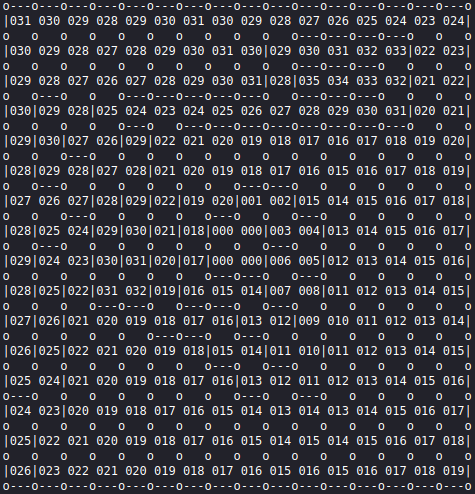 o---o---o---o---o---o---o---o---o---o---o---o---o---o---o---o---o
|031 030 029 028 029 030 031 030 029 028 027 026 025 024 023 024|
o   o   o   o   o   o   o   o   o   o   o---o---o---o---o   o   o
|030 029 028 027 028 029 030 031 030|029 030 031 032 033|022 023|
o   o   o   o   o   o   o   o   o   o   o---o---o---o   o   o   o
|029 028 027 026 027 028 029 030 031|028|035 034 033 032|021 022|
o   o   o   o   o---o---o---o---o---o   o---o---o---o   o   o   o
|030|029 028|025 024 023 024 025 026 027 028 029 030 031|020 021|
o   o   o   o   o---o   o---o---o---o---o---o---o---o---o   o   o
|029|030|027 026|029|022 021 020 019 018 017 016 017 018 019 020|
o   o   o---o   o   o   o   o   o   o   o   o   o   o   o   o   o
|028|029 028|027 028|021 020 019 018 017 016 015 016 017 018 019|
o   o---o   o   o   o   o   o   o---o---o   o   o   o   o   o   o
|027 026 027|028|029|022|019 020|001 002|015 014 015 016 017 018|
o   o   o---o   o   o   o   o   o   o   o---o   o   o   o   o   o
|028|025 024|029|030|021|018|000 000|003 004|013 014 015 016 017|
o   o---o   o   o   o   o   o   o   o---o   o   o   o   o   o   o
|029|024 023|030|031|020|017|000 000|006 005|012 013 014 015 016|
o   o   o   o   o   o   o   o---o---o   o---o   o   o   o   o   o
|028|025|022|031 032|019|016 015 014|007 008|011 012 013 014 015|
o   o   o   o---o---o   o   o   o   o---o   o   o   o   o   o   o
|027|026|021 020 019 018 017 016|013 012|009 010 011 012 013 014|
o   o   o   o   o   o---o---o   o---o   o   o   o   o   o   o   o
|026|025|022 021 020 019 018|015 014|011 010|011 012 013 014 015|
o   o   o   o   o   o   o---o   o---o   o   o   o   o   o   o   o
|025 024|021 020 019 018 017 016|013 012 011 012 013 014 015 016|
o---o   o   o   o   o   o   o   o---o   o---o   o   o   o   o   o
|024 023|020 019 018 017 016 015 014 013 014 013 014 015 016 017|
o   o   o   o   o   o   o   o   o   o   o   o   o   o   o   o   o
|025|022 021 020 019 018 017 016 015 014 015 014 015 016 017 018|
o   o   o   o   o   o   o   o   o   o   o   o   o   o   o   o   o
|026|023 022 021 020 019 018 017 016 015 016 015 016 017 018 019|
o---o---o---o---o---o---o---o---o---o---o---o---o---o---o---o---o